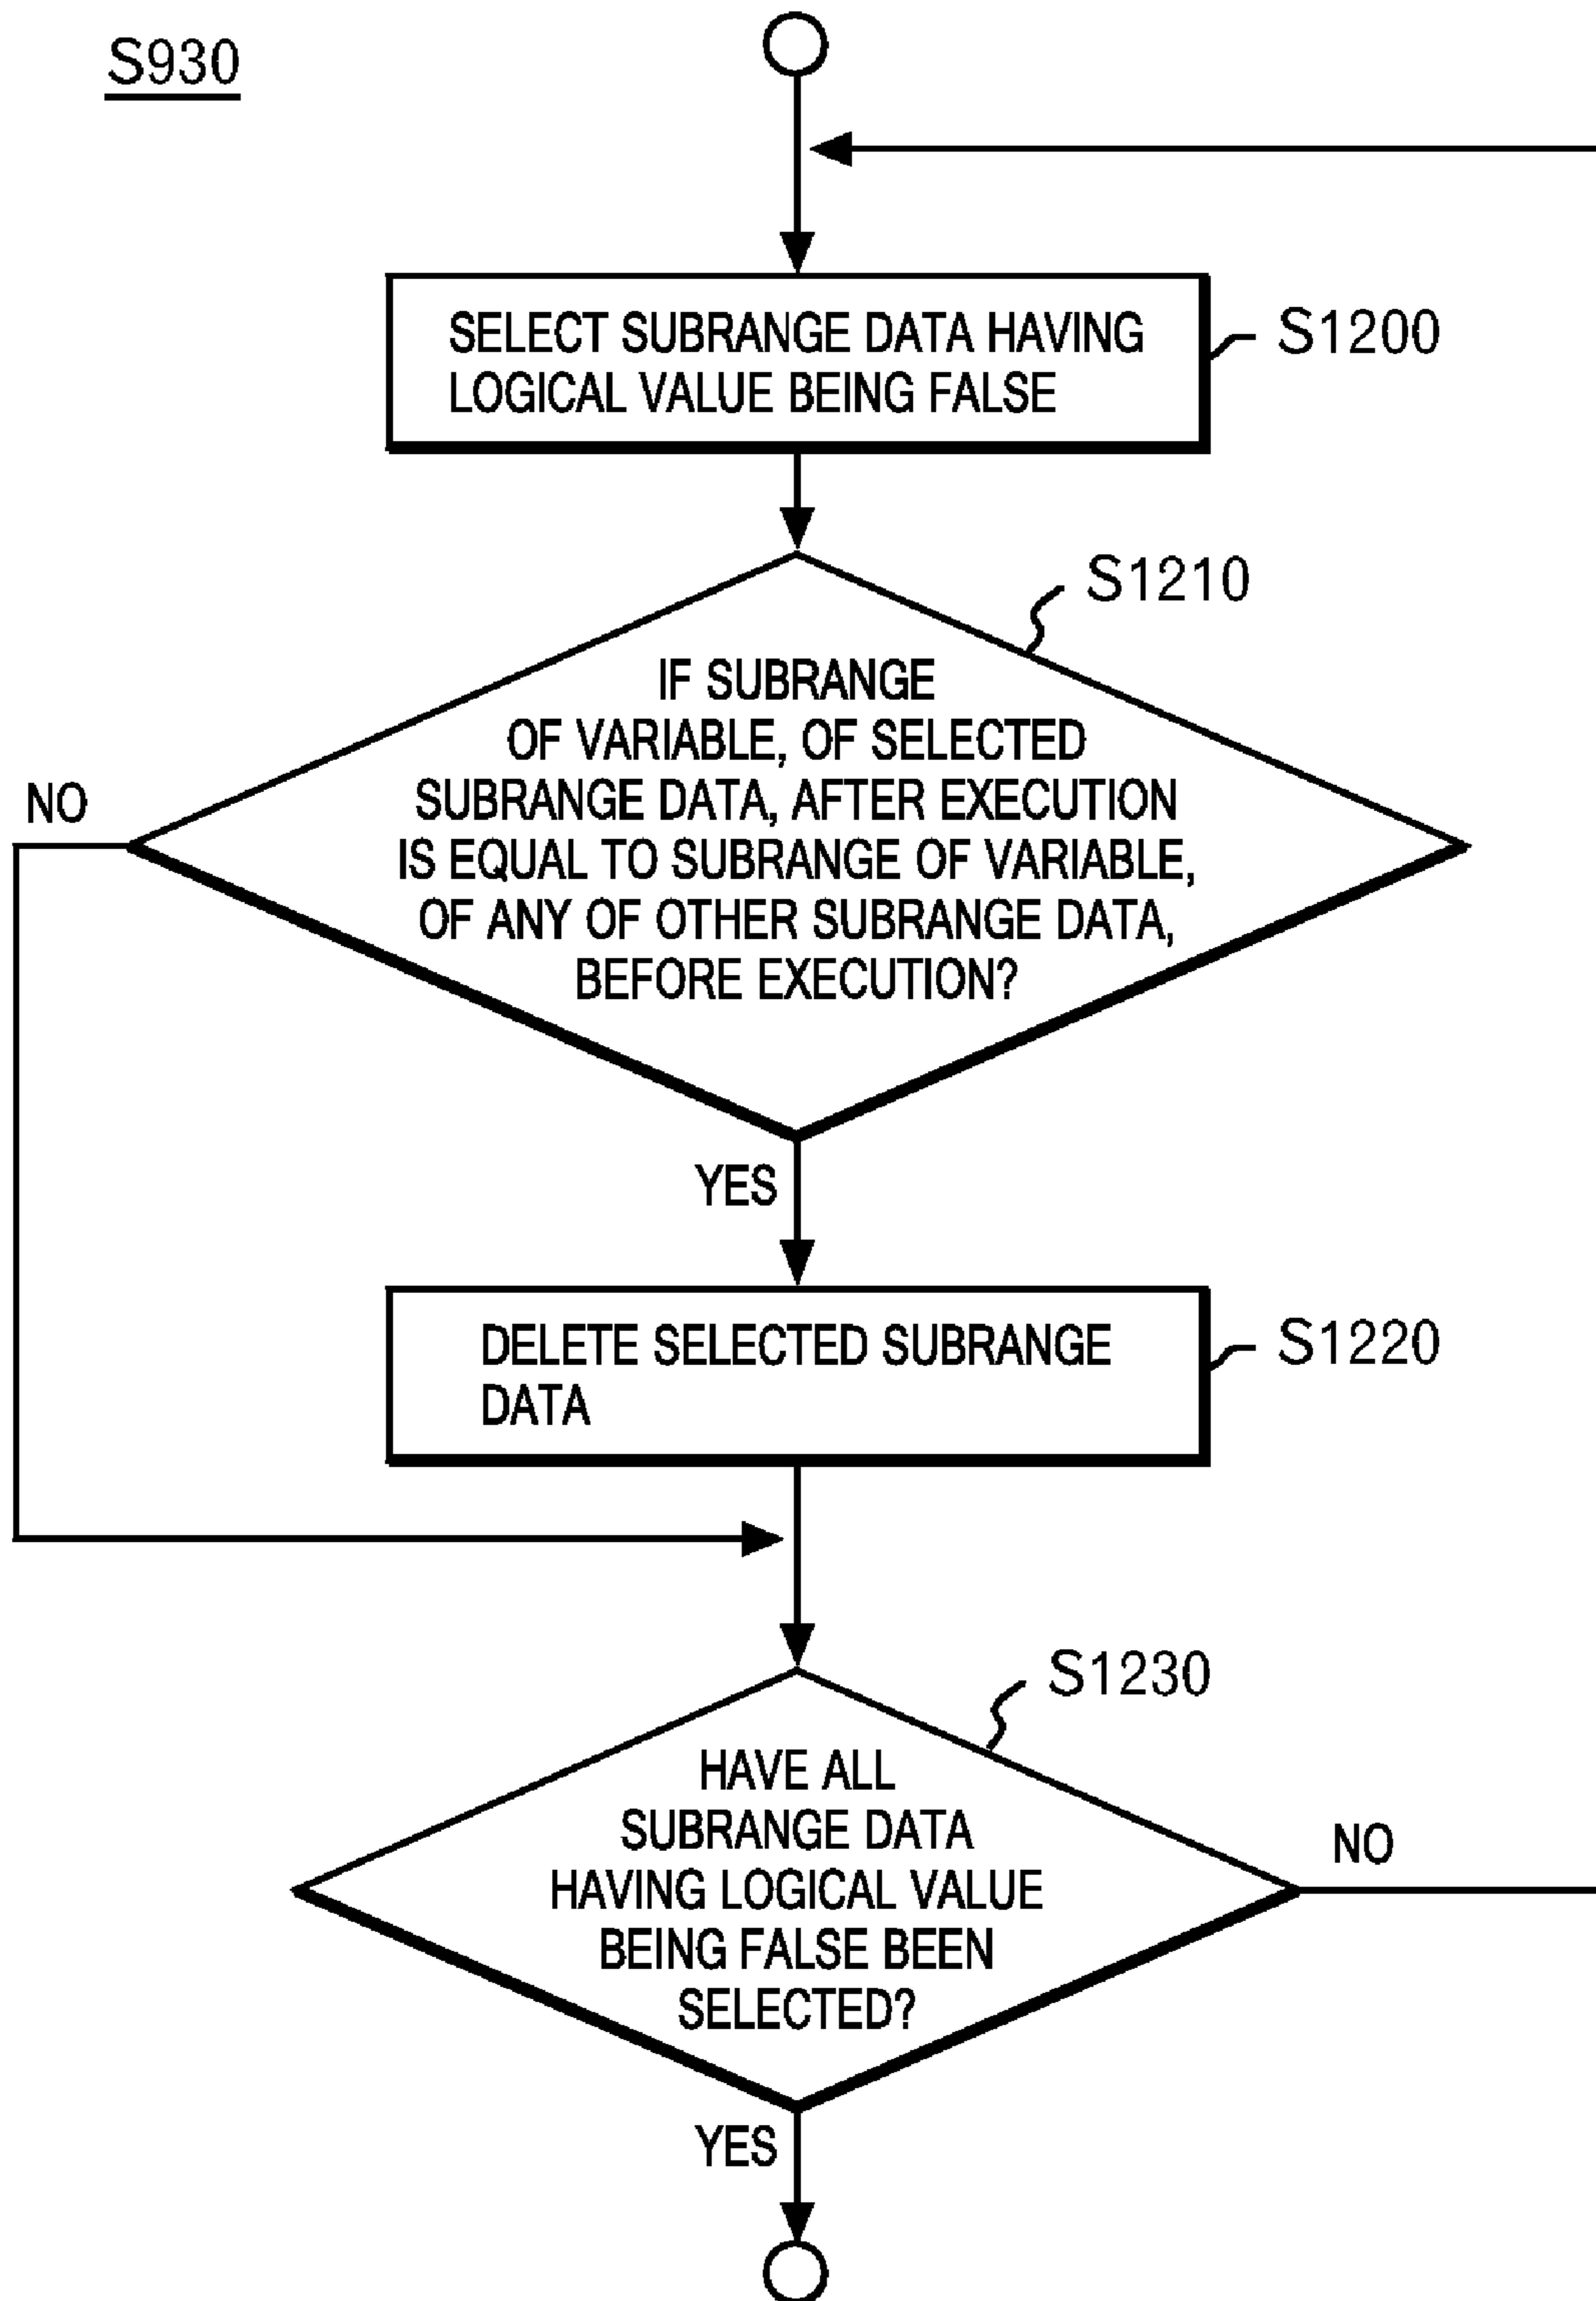 S930
SELECT SUBRANGE DATA HAVING
LOGICAL VALUE BEING FALSE
S1200
S1210
IF SUBRANGE
OF VARIABLE, OF SELECTED
SUBRANGE DATA, AFTER EXECUTION
IS EQUAL TO SUBRANGE OF VARIABLE,
OF ANY OF OTHER SUBRANGE DATA,
BEFORE EXECUTION?
NO
YES
DELETE SELECTED SUBRANGE
DATA
S1220
S1230
HAVE ALL
SUBRANGE DATA
HAVING LOGICAL VALUE
BEING FALSE BEEN
SELECTED?
NO
YES